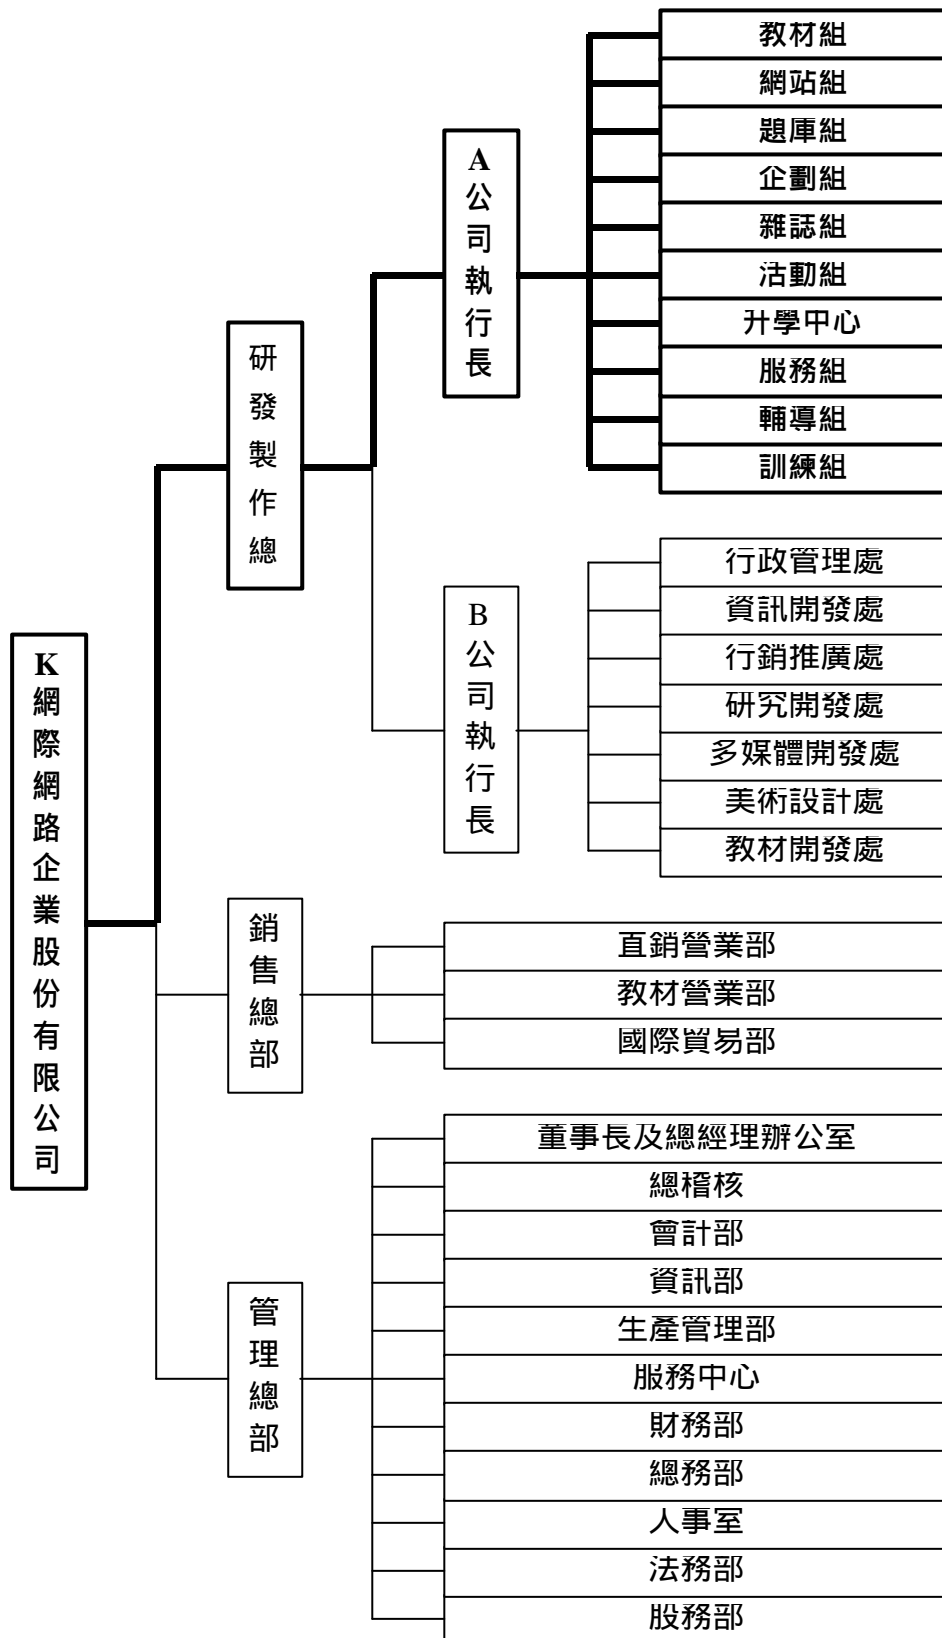 K網際網路企業股份有限公司
研發製作總
A公司執行長
教材組
網站組
題庫組
企劃組
雜誌組
活動組
升學中心
服務組
輔導組
訓練組
B公司執行長
行政管理處
資訊開發處
行銷推廣處
研究開發處
多媒體開發處
美術設計處
教材開發處
銷售總部
直銷營業部
教材營業部
國際貿易部
管理總部
董事長及總經理辦公室
總稽核
會計部
資訊部
生產管理部
服務中心
財務部
總務部
人事室
法務部
股務部